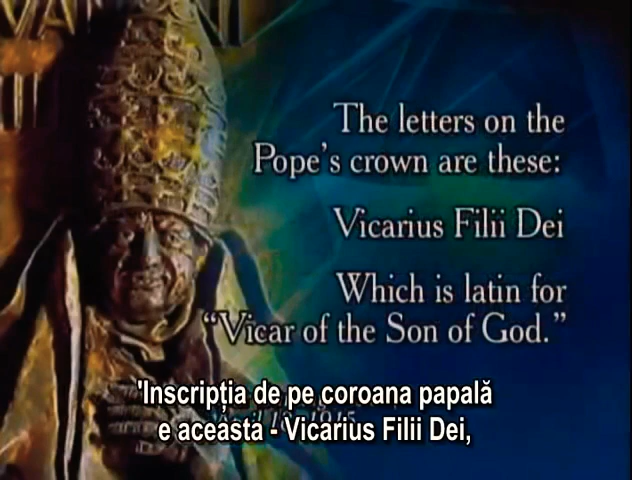 The letters on the
Pope's crown are these:
Vicarius Filii Dei
Which is latin for
“Vicar of the Son of God.”
'Inscripția de pe coroana papală
e aceasta - Vicarius Filii Dei,